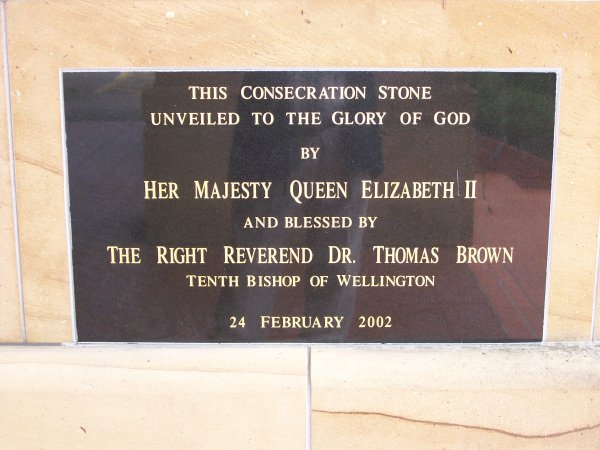 THIS CONSECRATION STONE
UNVEILED TO THE GLORY OF GOD
BY
HER MAJESTY QUEEN ELIZABETH II
AND BLESSED BY
THE RIGHT REVEREND DR. THOMAS BROWN
TENTH BISHOP OF WELLINGTON
24 FEBRUARY 2002